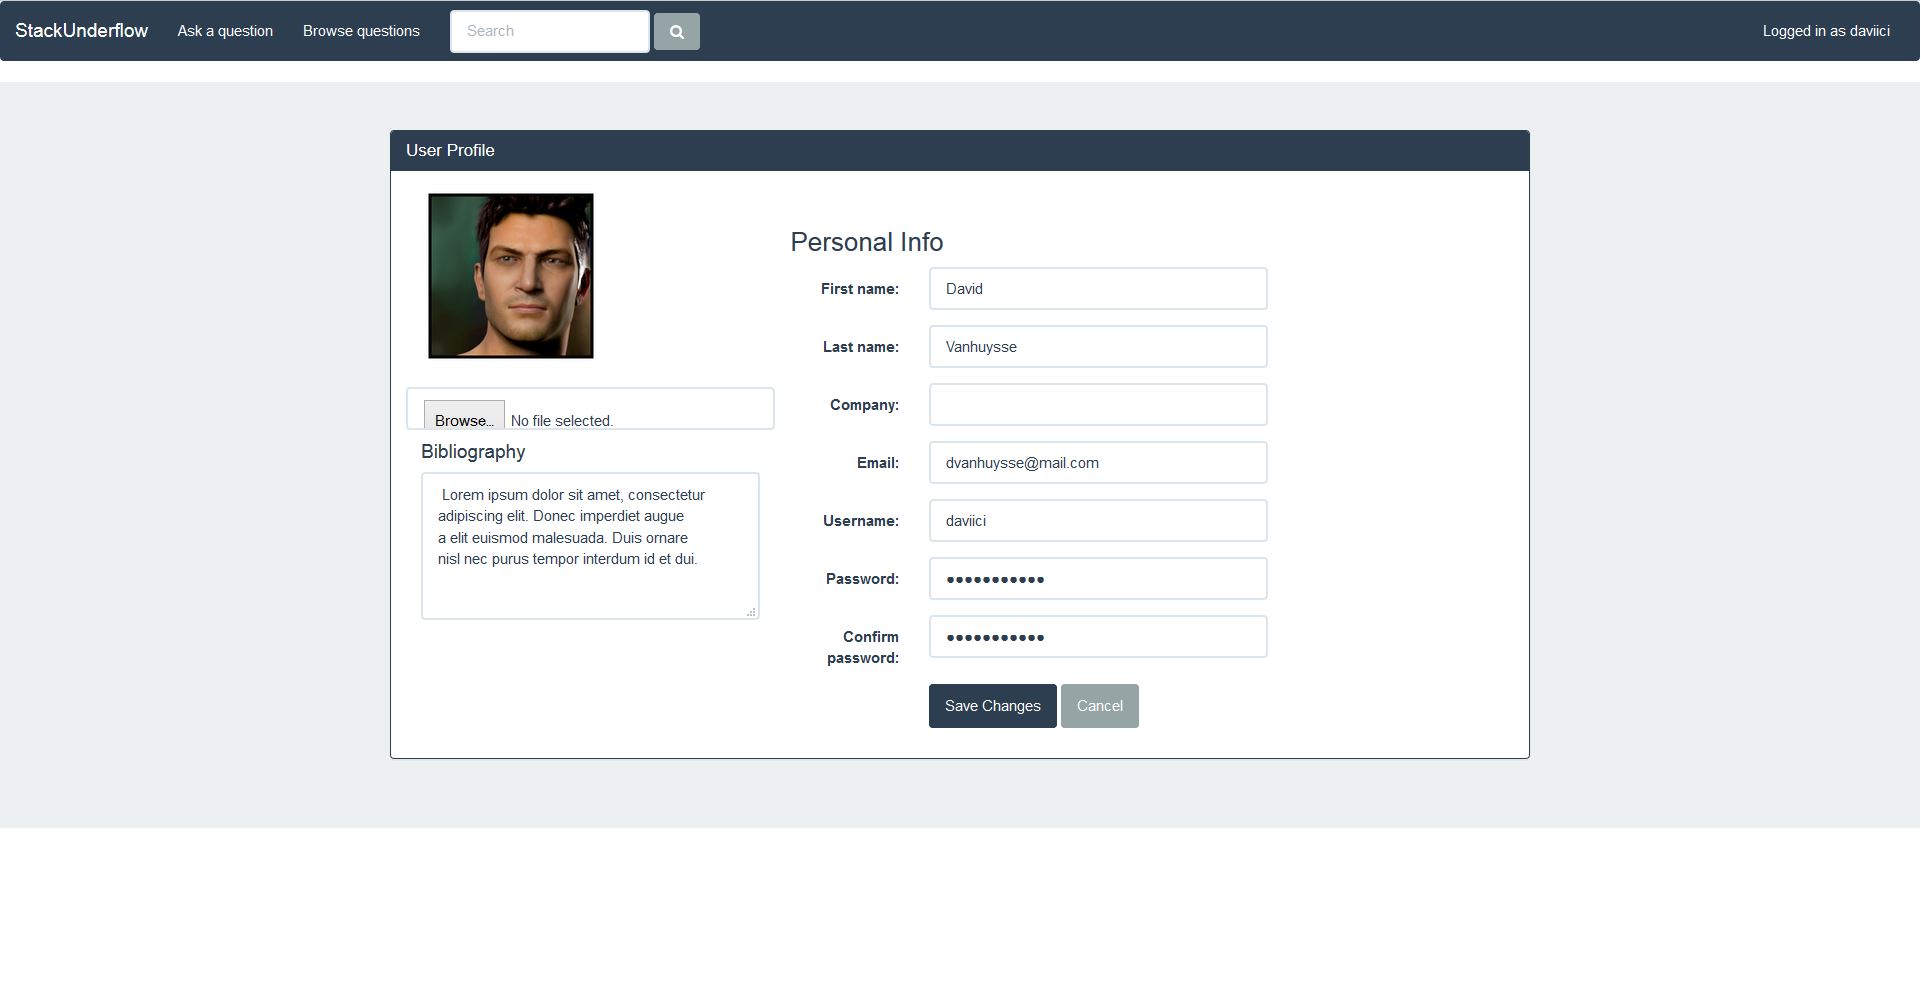 StackUnderflow Ask a question Browse questions Search Logged in as daviici
User Profile
Browse... No file selected.
Bibliography
Lorem ipsum dolor sit amet, consectetur
adipiscing elit. Donec imperdiet augue
a elit euismod malesuada. Duis ornare
nisl nec purus tempor interdum id et dui.
Personal Info
First name: David
Last name: Vanhuysse
Company:
Email: dvanhuysse@mail.com
Username: daviici
Password: ●●●●●●●●●●●
Confirm
password: ●●●●●●●●●●●
Save Changes Cancel